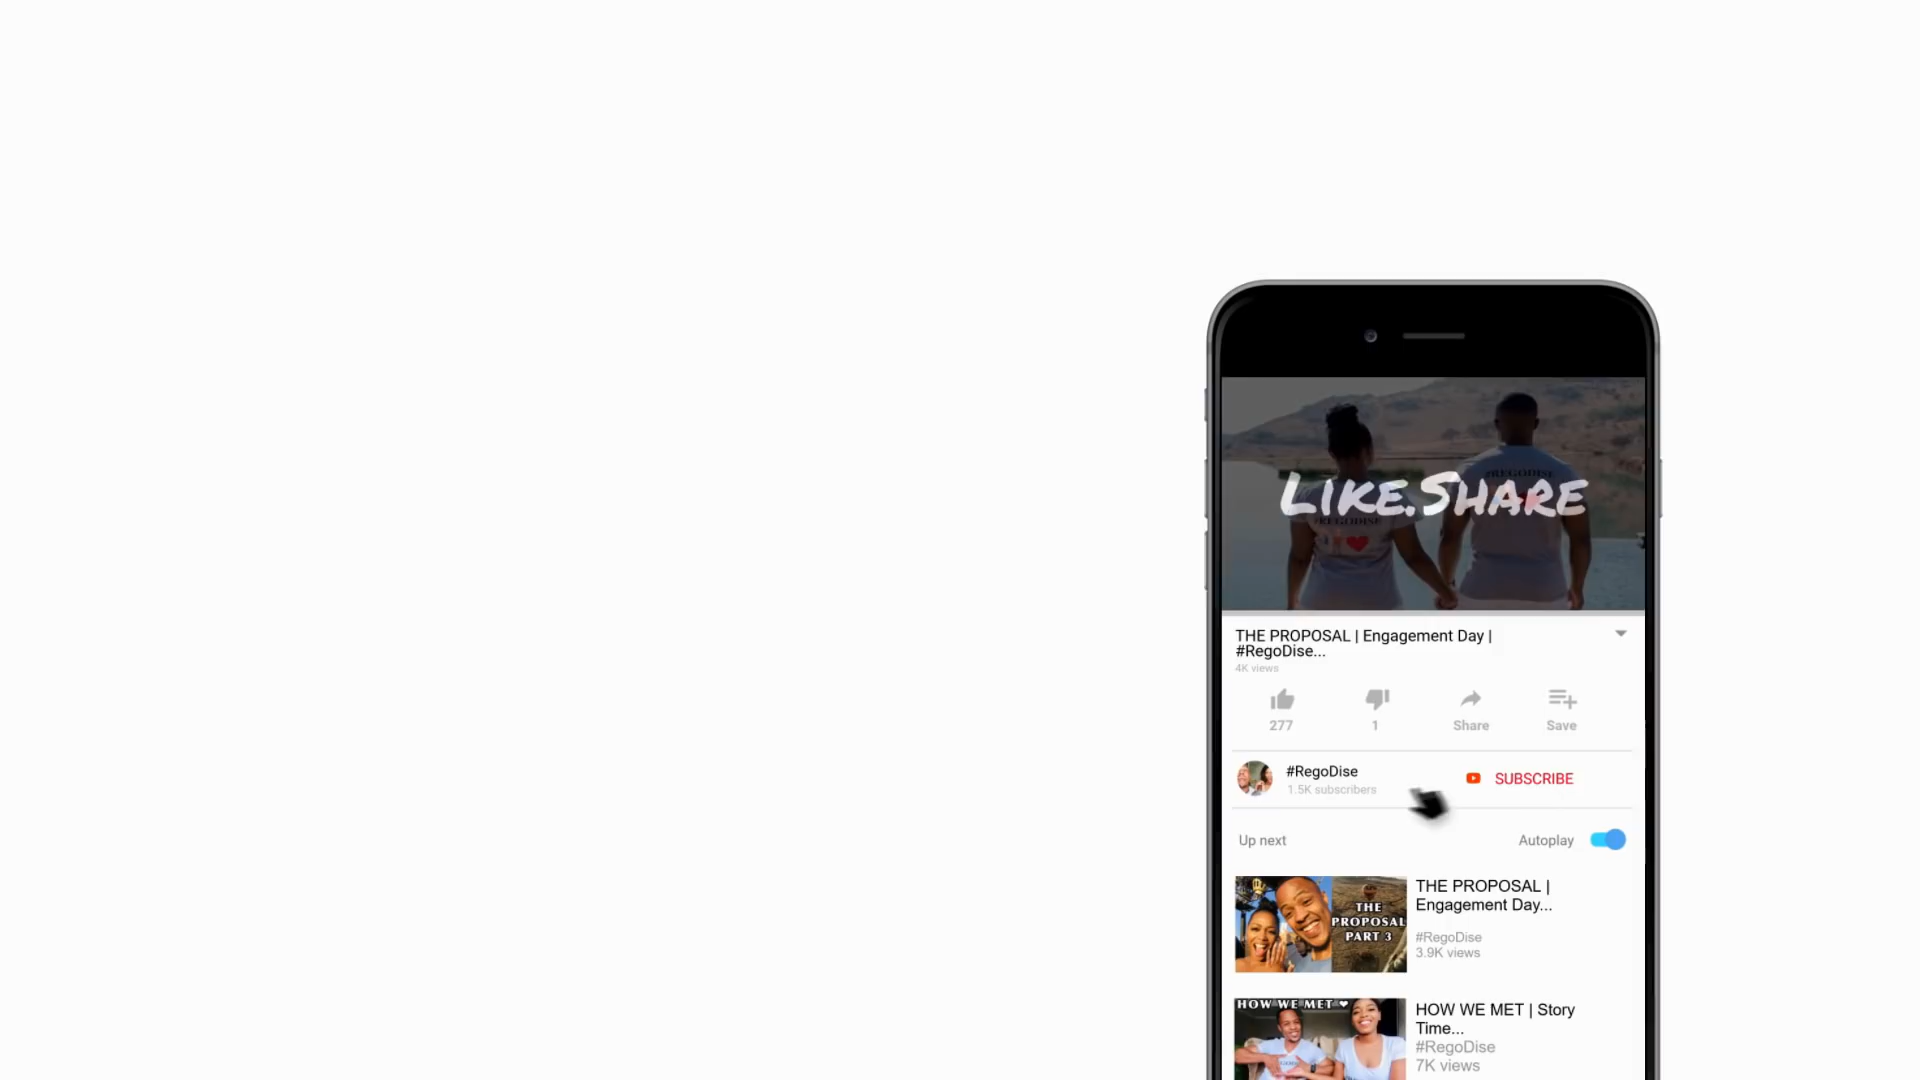 Like.Share
#REGODISE
#REGODISE
THE PROPOSAL | Engagement Day |
#RegoDise...
4K views
277
1
Share
Save
#RegoDise
1.5K subscribers
SUBSCRIBE
Up next
Autoplay
THE
PROPOSAL
PART 3
THE PROPOSAL |
Engagement Day...
#RegoDise
3.9K views
HOW WE MET ❤
HOW WE MET | Story
Time...
#RegoDise
7K views